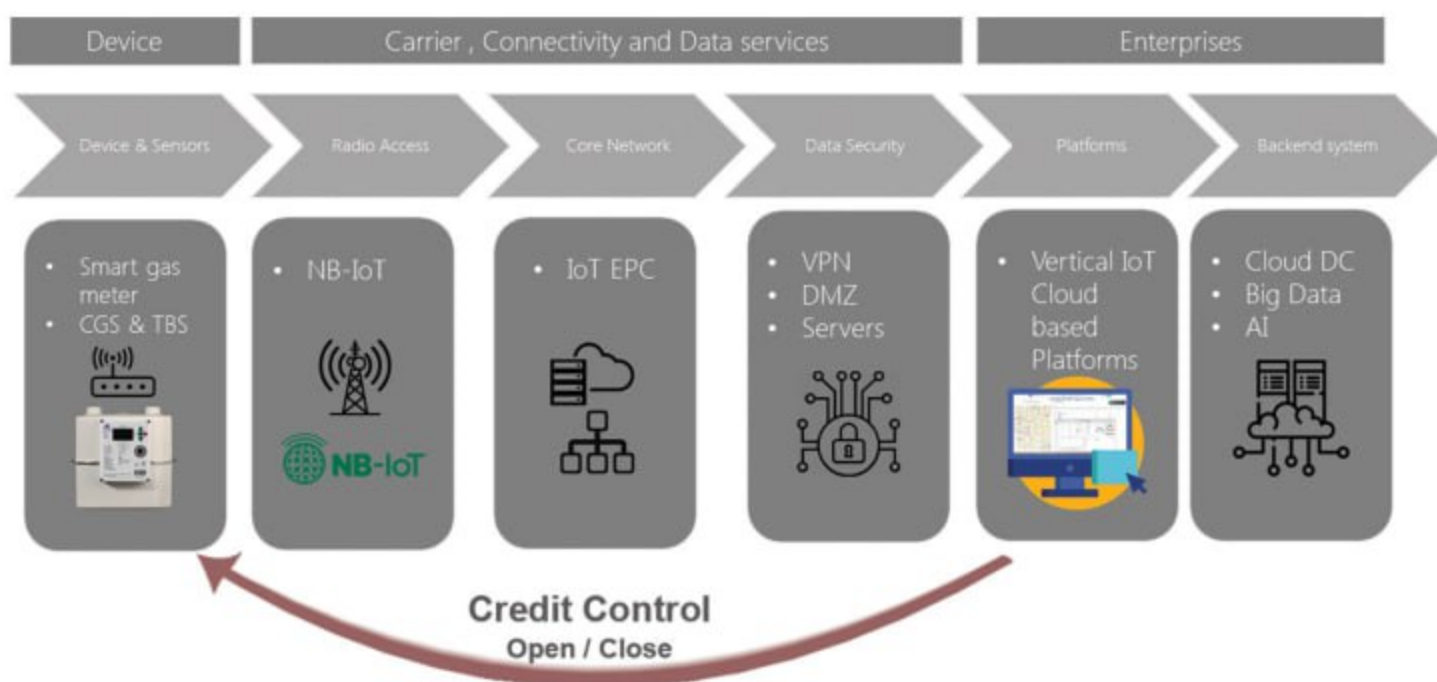 Device
Carrier , Connectivity and Data services
Enterprises
Device & Sensors
Radio Access
Core Network
Data Security
Platforms
Backend system
• Smart gas
meter
• CGS & TBS
• NB-IoT
NB-IoT
• IoT EPC
• VPN
• DMZ
• Servers
• Vertical IoT
Cloud
based
Platforms
• Cloud DC
• Big Data
• AI
Credit Control
Open / Close